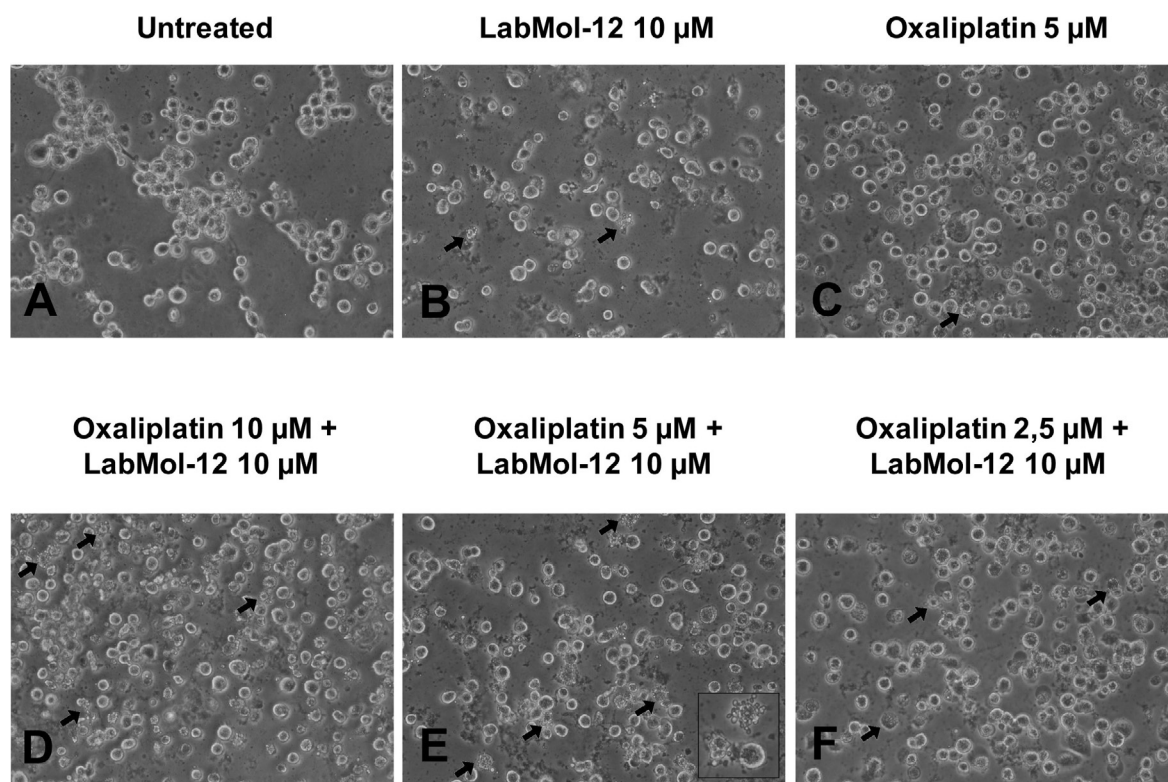 Untreated
LabMol-12 10 µM
Oxaliplatin 5 µM
A
B
C
Oxaliplatin 10 µM +
LabMol-12 10 µM
Oxaliplatin 5 µM +
LabMol-12 10 µM
Oxaliplatin 2,5 µM +
LabMol-12 10 µM
D
E
F